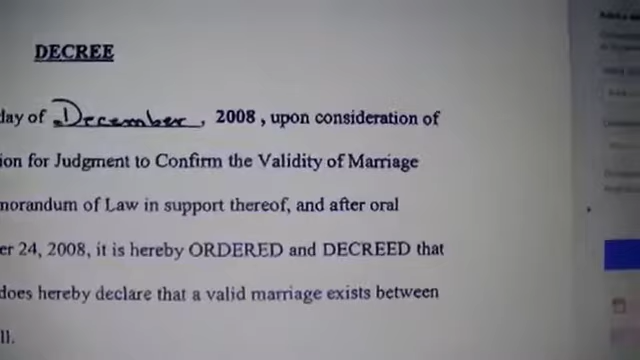 DECREE
day of December, 2008, upon consideration of
ion for Judgment to Confirm the Validity of Marriage
morandum of Law in support thereof, and after oral
er 24, 2008, it is hereby ORDERED and DECREED that
does hereby declare that a valid marriage exists between
ll.